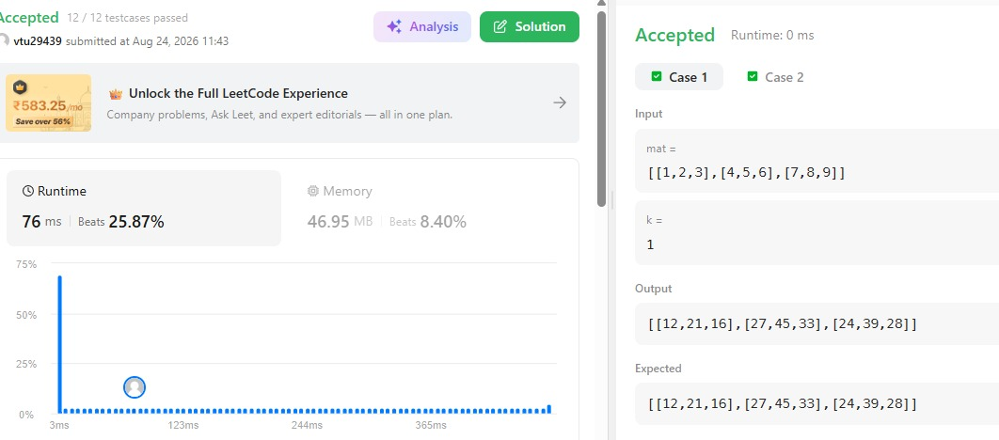 Accepted 12 / 12 testcases passed
vtu29439 submitted at Aug 24, 2026 11:43
Analysis
Solution
₹583.25/mo
Save over 56%
Unlock the Full LeetCode Experience
Company problems, Ask Leet, and expert editorials — all in one plan.
Runtime
76 ms Beats 25.87%
Memory
46.95 MB Beats 8.40%
75%
50%
25%
0%
3ms 123ms 244ms 365ms
Accepted Runtime: 0 ms
Case 1 Case 2
Input
mat =
[[1,2,3],[4,5,6],[7,8,9]]
k =
1
Output
[[12,21,16],[27,45,33],[24,39,28]]
Expected
[[12,21,16],[27,45,33],[24,39,28]]